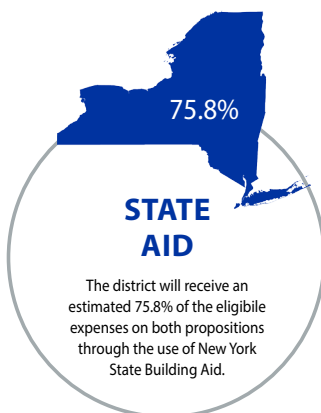 75.8%
STATE
AID
The district will receive an
estimated 75.8% of the eligibile
expenses on both propositions
through the use of New York
State Building Aid.